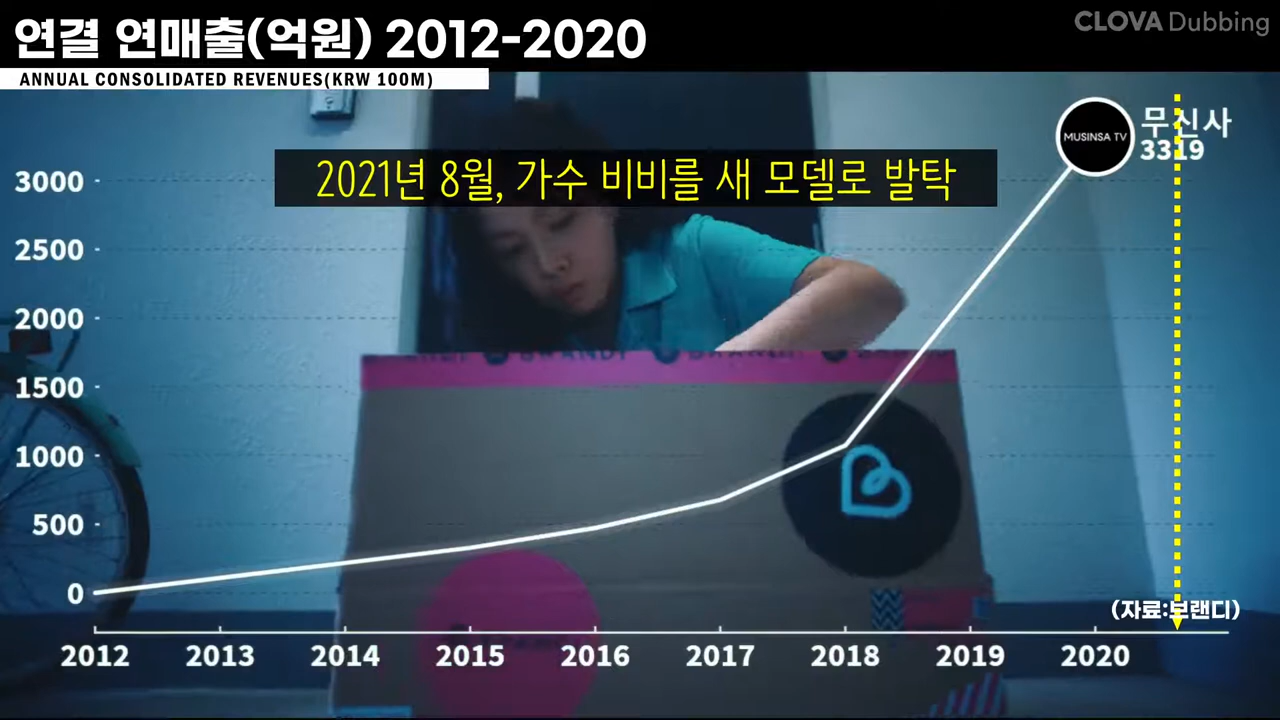 연결 연매출(억원) 2012-2020
CLOVA Dubbing
ANNUAL CONSOLIDATED REVENUES(KRW 100M)
MUSINSA TV
무신사
3319
2021년 8월, 가수 비비를 새 모델로 발탁
3000
2500
2000
1500
1000
500
0
BRANDI
(자료:브랜디)
2012 2013 2014 2015 2016 2017 2018 2019 2020